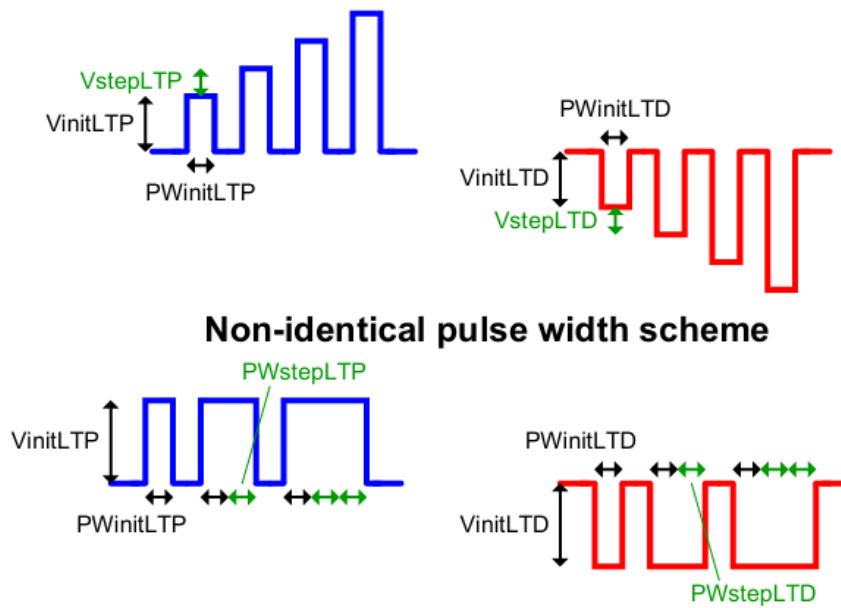 VstepLTP
VinitLTP
PWinitLTP
PWinitLTD
VinitLTD
VstepLTD
Non-identical pulse width scheme
PWstepLTP
VinitLTP
PWinitLTP
PWinitLTD
VinitLTD
PWstepLTD